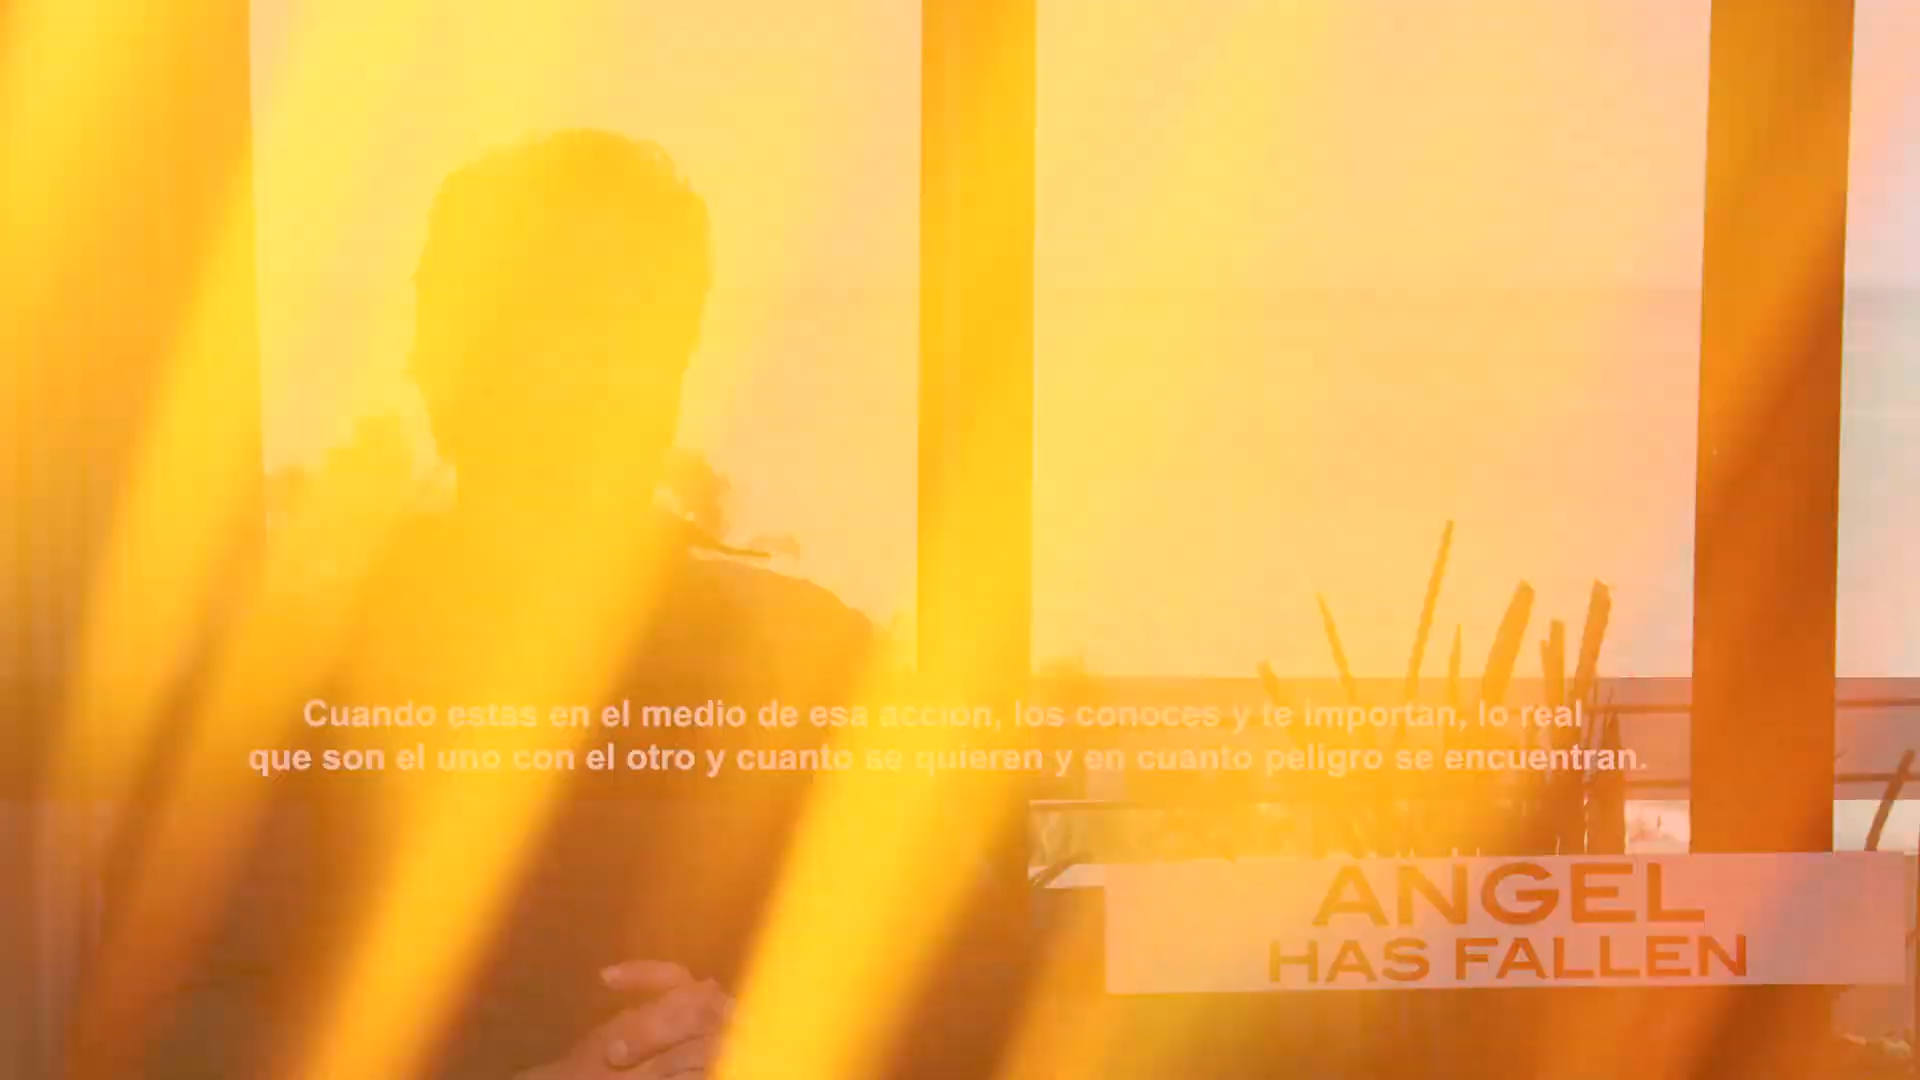 Cuando estas en el medio de esa accion, los conoces y te importan, lo real
que son el uno con el otro y cuanto se quieren y en cuanto peligro se encuentran.
ANGEL
HAS FALLEN